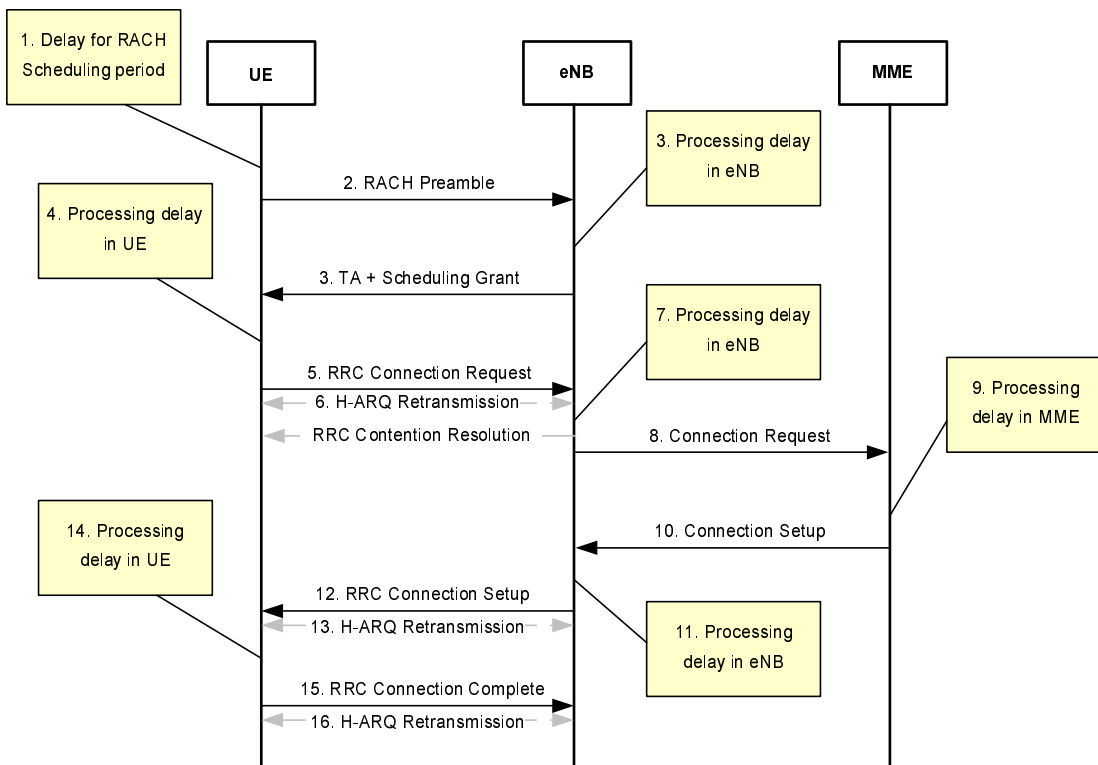 1. Delay for RACH
Scheduling period
UE
eNB
MME
3. Processing delay
in eNB
2. RACH Preamble
4. Processing delay
in UE
3. TA + Scheduling Grant
7. Processing delay
in eNB
5. RRC Connection Request
6. H-ARQ Retransmission
9. Processing
delay in MME
RRC Contention Resolution
8. Connection Request
14. Processing
delay in UE
10. Connection Setup
12. RRC Connection Setup
13. H-ARQ Retransmission
11. Processing
delay in eNB
15. RRC Connection Complete
16. H-ARQ Retransmission